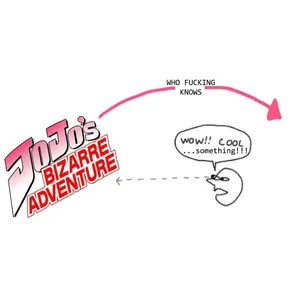 WHO FUCKING
KNOWS
WOW!! COOL
...something!!!
JoJo's
BIZARRE
ADVENTURE